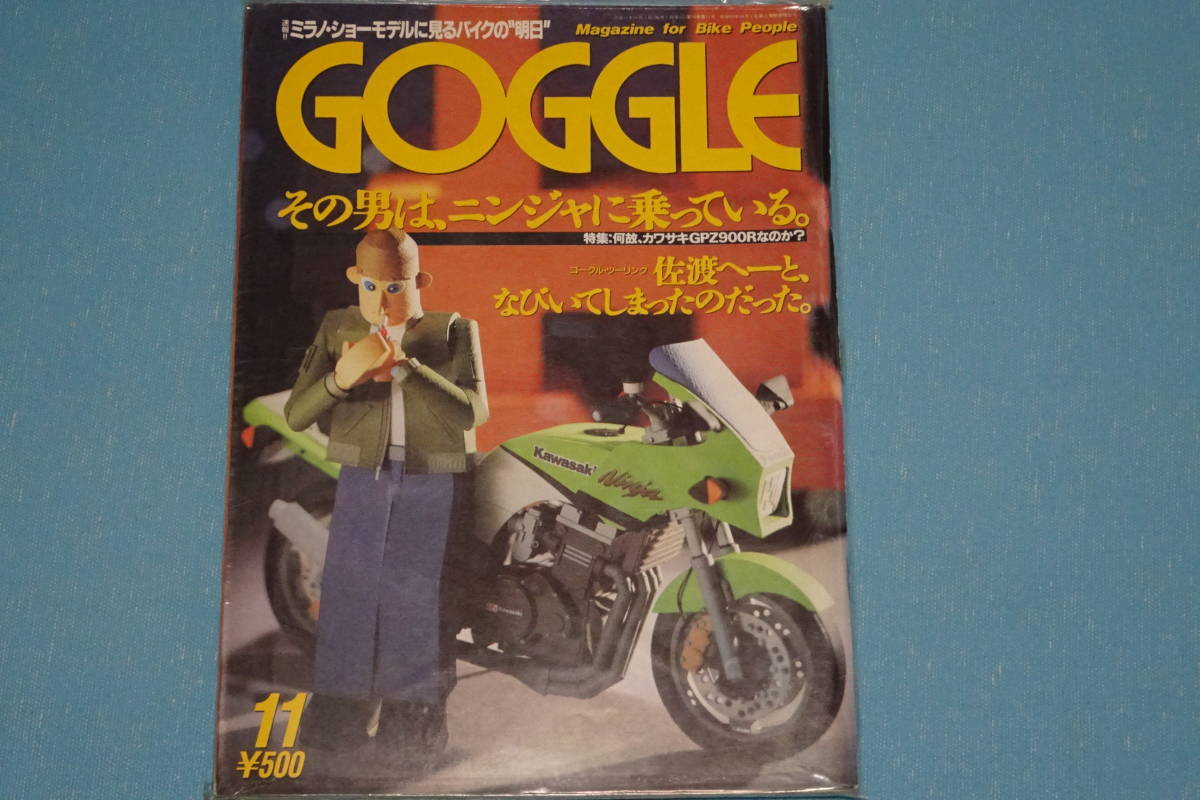 速報!! ミラノ・ショーモデルに見るバイクの"明日"
Magazine for Bike People
GOGGLE
その男は、ニンジャに乗っている。
特集:何故、カワサキGPZ900Rなのか?
ゴーグル・ツーリング 佐渡へーと、
なびいてしまったのだった。
Kawasaki Ninja
Kawasaki
11
¥500